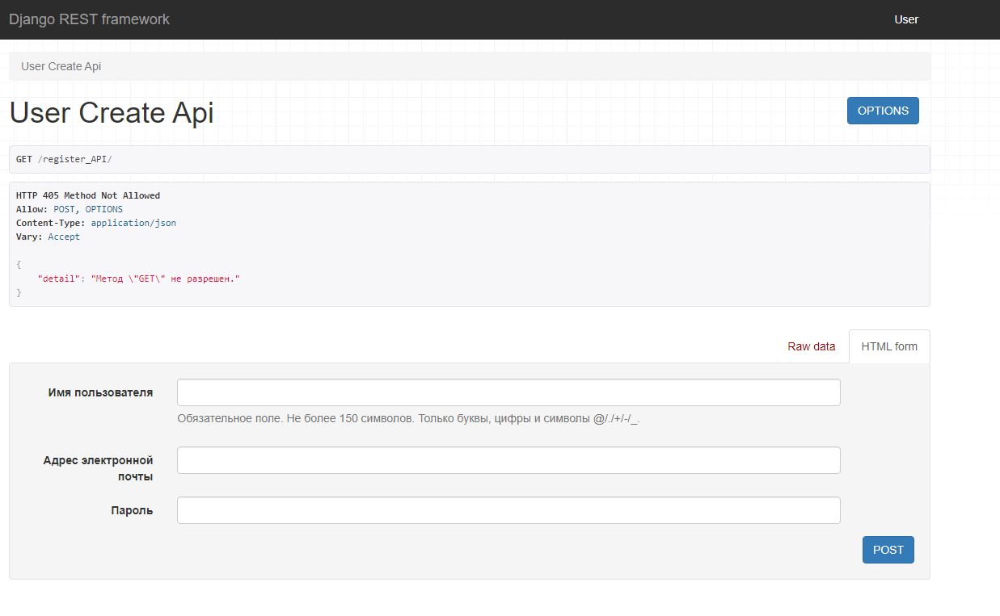 Django REST framework User
User Create Api
User Create Api
OPTIONS
GET /register_API/
HTTP 405 Method Not Allowed
Allow: POST, OPTIONS
Content-Type: application/json
Vary: Accept
{
"detail": "Метод \"GET\" не разрешен."
}
Raw data HTML form
Имя пользователя
Обязательное поле. Не более 150 символов. Только буквы, цифры и символы @/./+/-/_.
Адрес электронной
почты
Пароль
POST